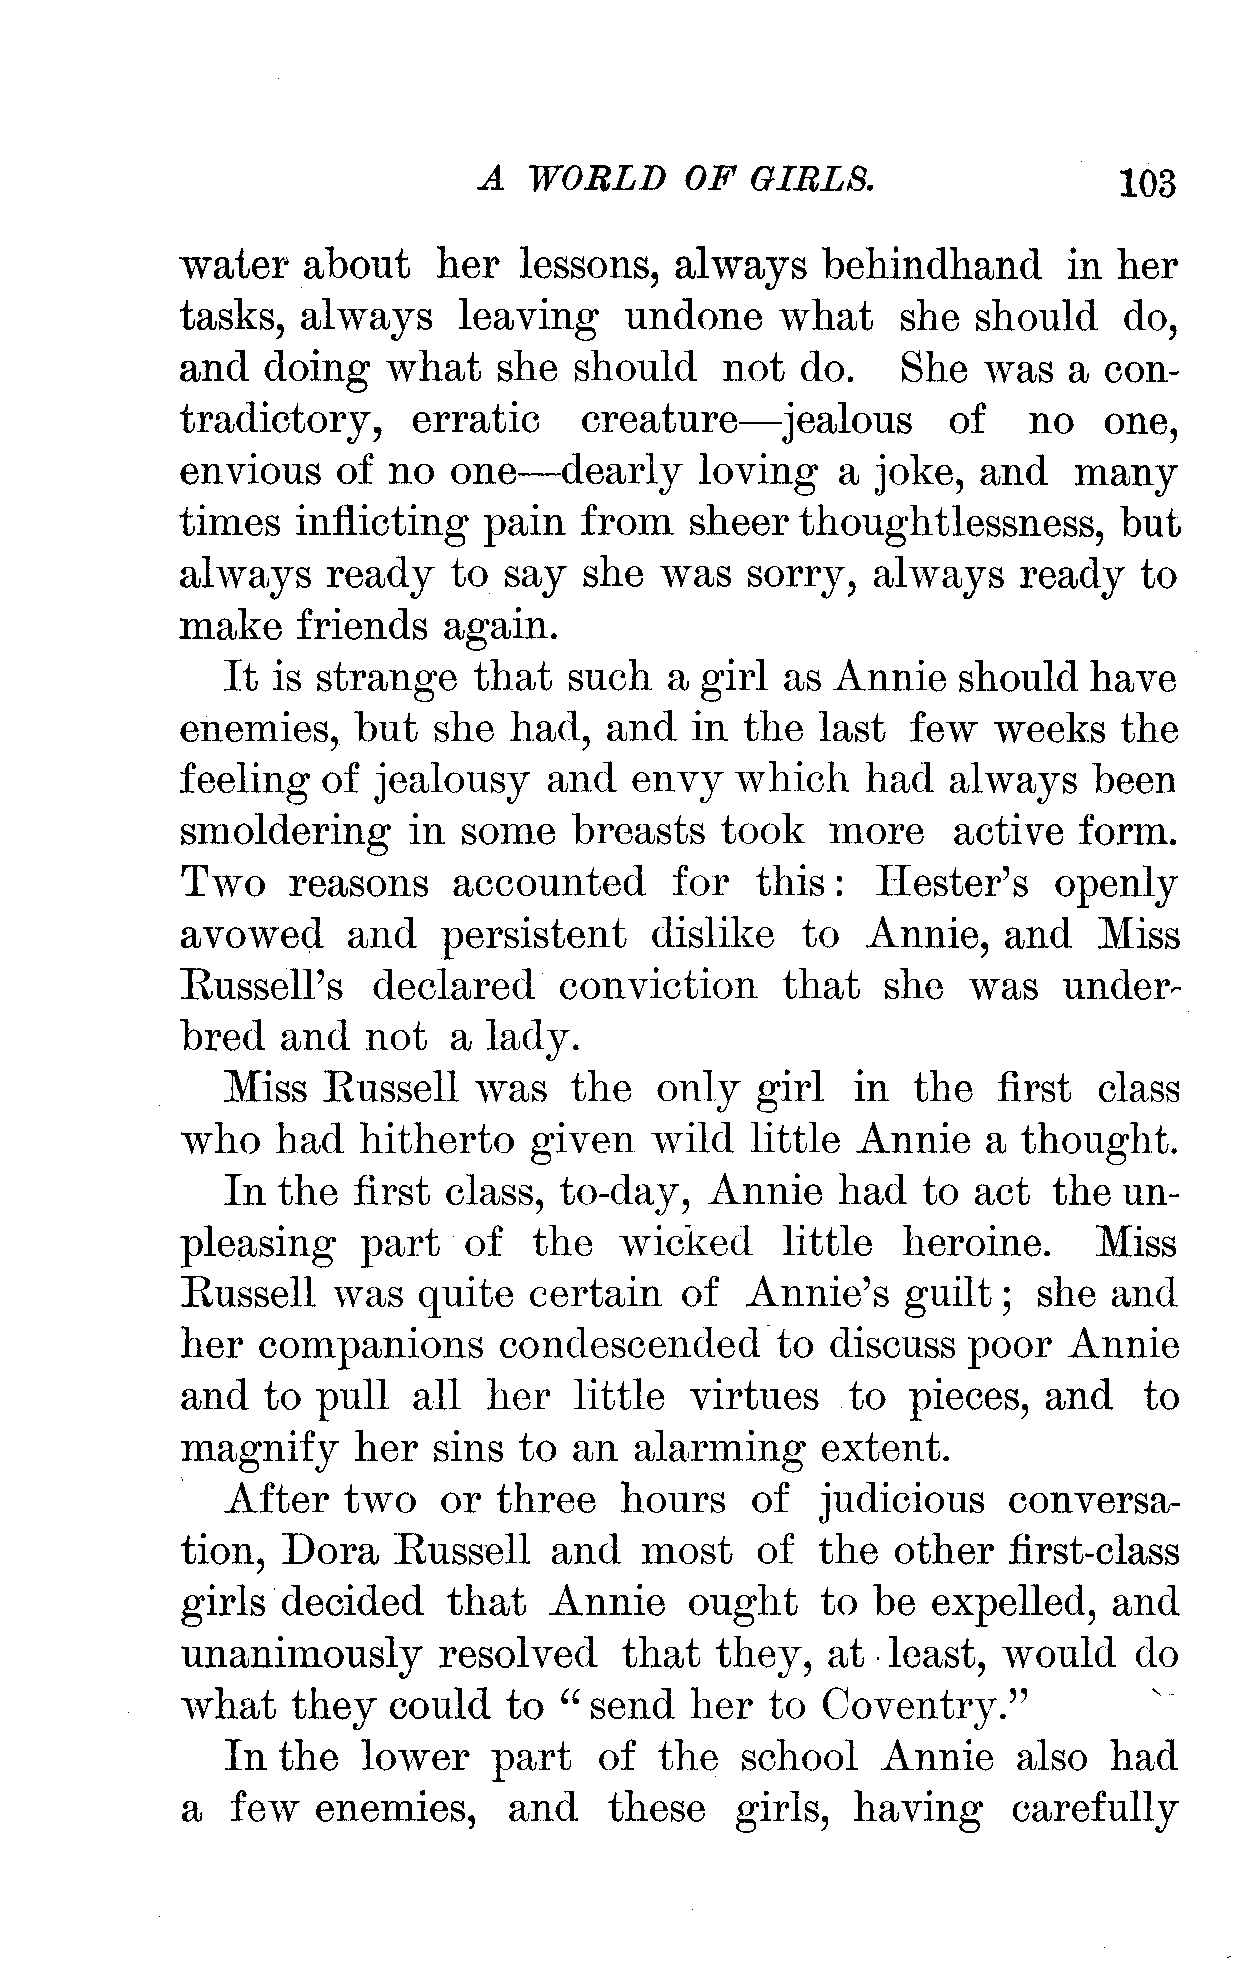 A WORLD OF GIRLS. 103
water about her lessons, always behindhand in her
tasks, always leaving undone what she should do,
and doing what she should not do. She was a con-
tradictory, erratic creature—jealous of no one,
envious of no one—dearly loving a joke, and many
times inflicting pain from sheer thoughtlessness, but
always ready to say she was sorry, always ready to
make friends again.
It is strange that such a girl as Annie should have
enemies, but she had, and in the last few weeks the
feeling of jealousy and envy which had always been
smoldering in some breasts took more active form.
Two reasons accounted for this: Hester's openly
avowed and persistent dislike to Annie, and Miss
Russell's declared conviction that she was under-
bred and not a lady.
Miss Russell was the only girl in the first class
who had hitherto given wild little Annie a thought.
In the first class, to-day, Annie had to act the un-
pleasing part of the wicked little heroine. Miss
Russell was quite certain of Annie's guilt; she and
her companions condescended to discuss poor Annie
and to pull all her little virtues to pieces, and to
magnify her sins to an alarming extent.
After two or three hours of judicious conversa-
tion, Dora Russell and most of the other first-class
girls decided that Annie ought to be expelled, and
unanimously resolved that they, at least, would do
what they could to "send her to Coventry."
In the lower part of the school Annie also had
a few enemies, and these girls, having carefully